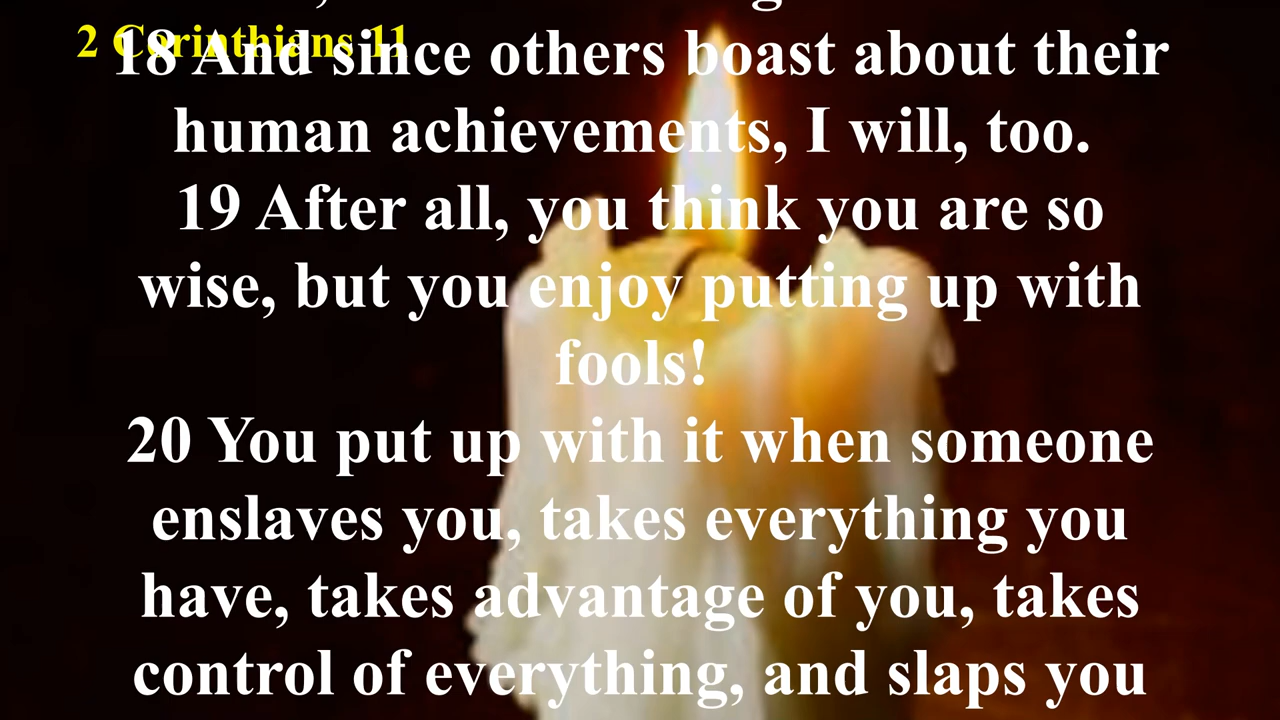 2 Corinthians 11
18 And since others boast about their
human achievements, I will, too.
19 After all, you think you are so
wise, but you enjoy putting up with
fools!
20 You put up with it when someone
enslaves you, takes everything you
have, takes advantage of you, takes
control of everything, and slaps you